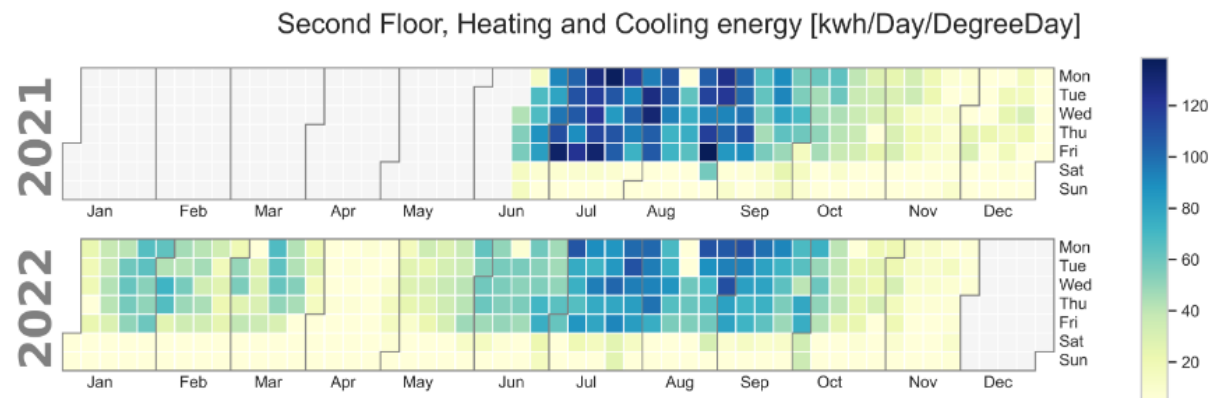 Second Floor, Heating and Cooling energy [kwh/Day/DegreeDay]
2021
Mon
Tue
Wed
Thu
Fri
Sat
Sun
Jan Feb Mar Apr May Jun Jul Aug Sep Oct Nov Dec
2022
Mon
Tue
Wed
Thu
Fri
Sat
Sun
Jan Feb Mar Apr May Jun Jul Aug Sep Oct Nov Dec
120
100
80
60
40
20